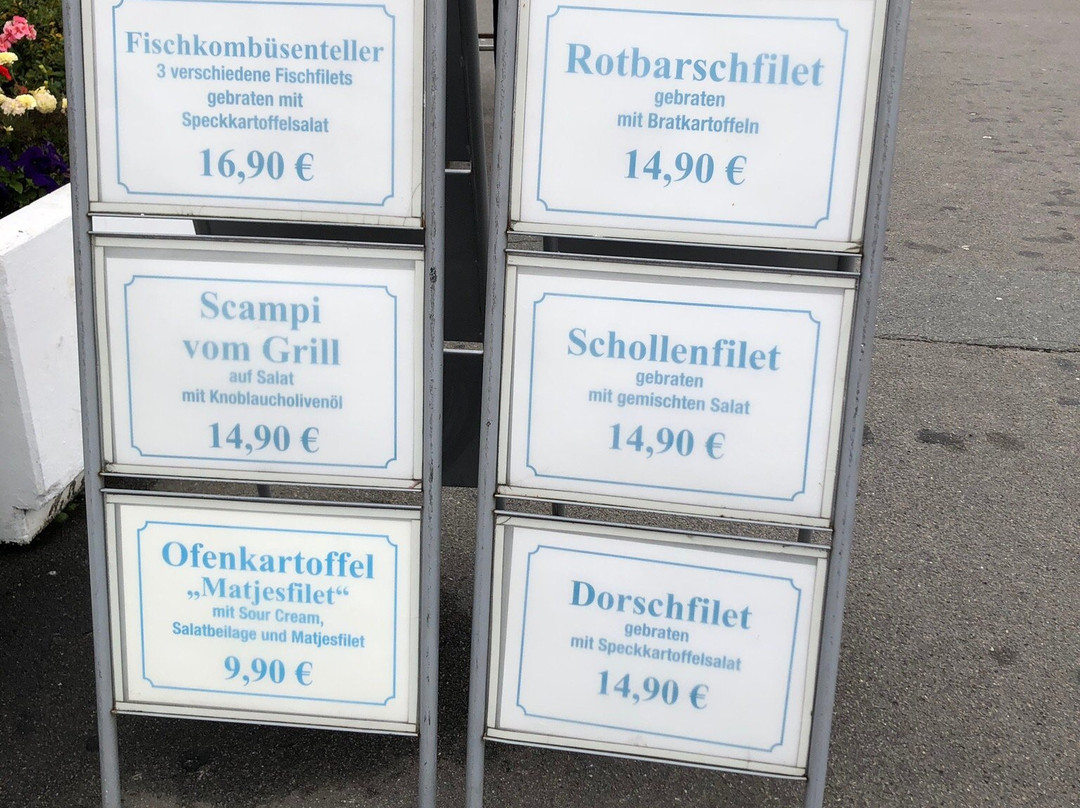 Fischkombüsenteller
3 verschiedene Fischfilets
gebraten mit
Speckkartoffelsalat
16,90 €
Scampi
vom Grill
auf Salat
mit Knoblaucholivenöl
14,90 €
Ofenkartoffel
„Matjesfilet“
mit Sour Cream,
Salatbeilage und Matjesfilet
9,90 €
Rotbarschfilet
gebraten
mit Bratkartoffeln
14,90 €
Schollenfilet
gebraten
mit gemischten Salat
14,90 €
Dorschfilet
gebraten
mit Speckkartoffelsalat
14,90 €